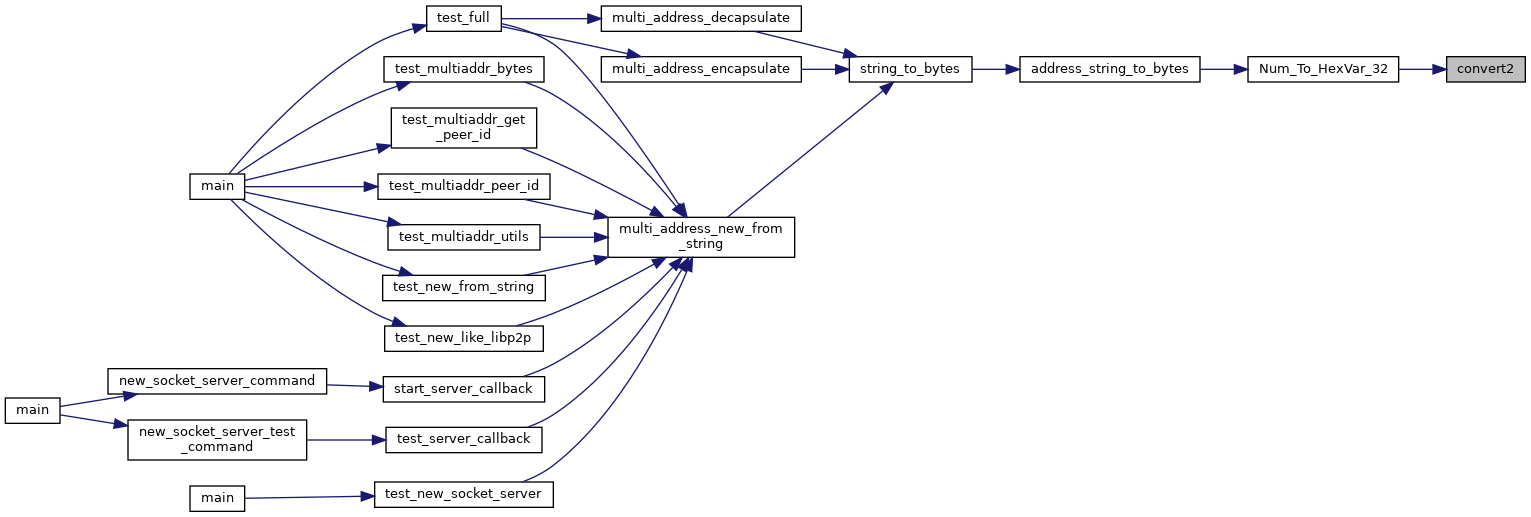 test_full
multi_address_decapsulate
test_multiaddr_bytes
multi_address_encapsulate
string_to_bytes
address_string_to_bytes
Num_To_HexVar_32
convert2
test_multiaddr_get
_peer_id
main
test_multiaddr_peer_id
test_multiaddr_utils
multi_address_new_from
_string
test_new_from_string
test_new_like_libp2p
new_socket_server_command
start_server_callback
main
new_socket_server_test
_command
test_server_callback
main
test_new_socket_server